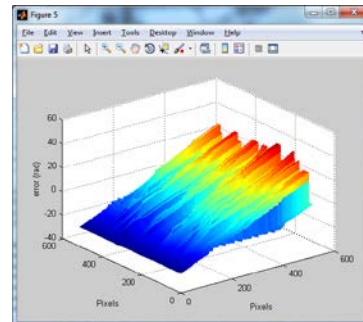 Figure 5
File Edit View Insert Tools Desktop Window Help
60
40
20
0
-20
-40
error (rad)
600
400
200
0
Pixels
0
200
400
600
Pixels